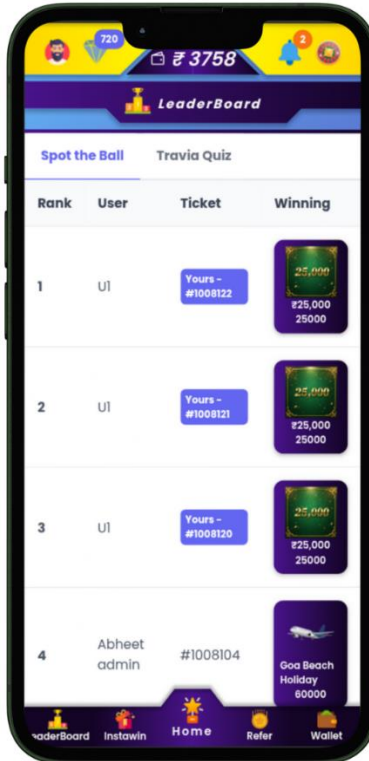 720
2
₹ 3758
LeaderBoard
Spot the Ball Travia Quiz
Rank User Ticket Winning
1 U1 Yours -
#1008122
25,000
₹25,000
25000
2 U1 Yours -
#1008121
25,000
₹25,000
25000
3 U1 Yours -
#1008120
25,000
₹25,000
25000
4 Abheet
admin
#1008104
Goa Beach
Holiday
60000
eaderBoard Instawin Home Refer Wallet